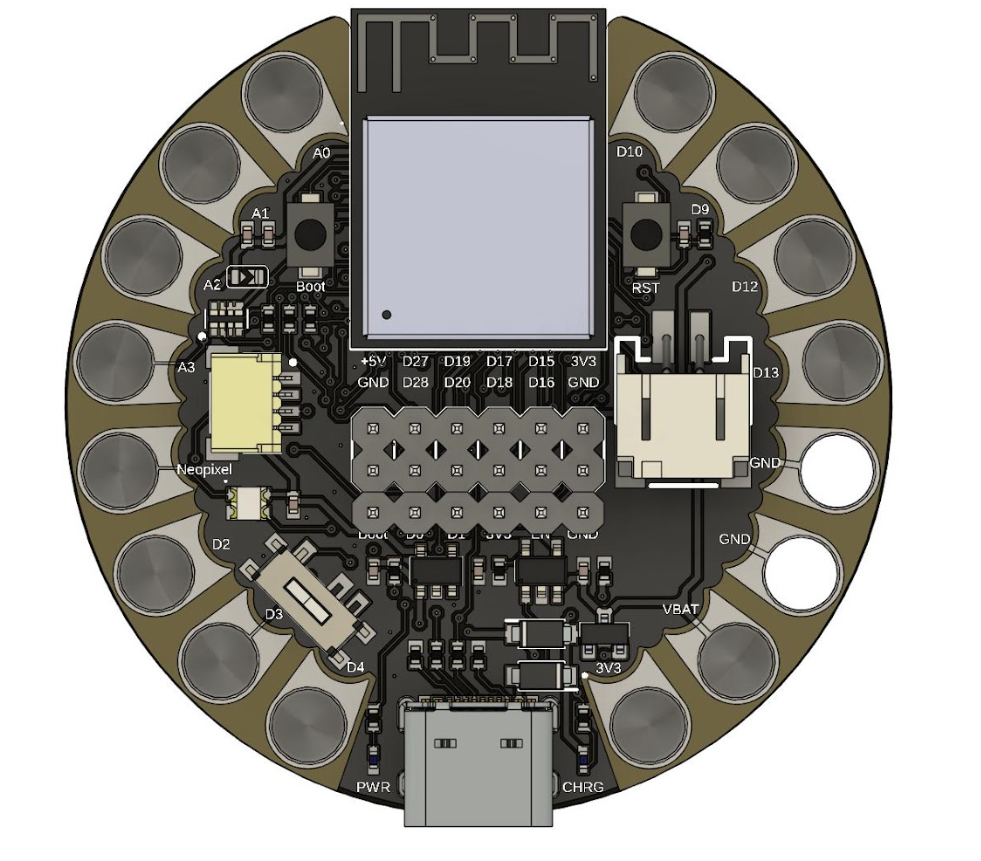 A0
D10
A1
D9
A2
Boot
RST
D12
A3
+5V D27 D19 D17 D15 3V3
GND D28 D20 D18 D16 GND
D13
Neopixel
GND
Boot D0 D1 3V3 EN GND
D2
GND
D3
VBAT
D4
3V3
PWR
CHRG